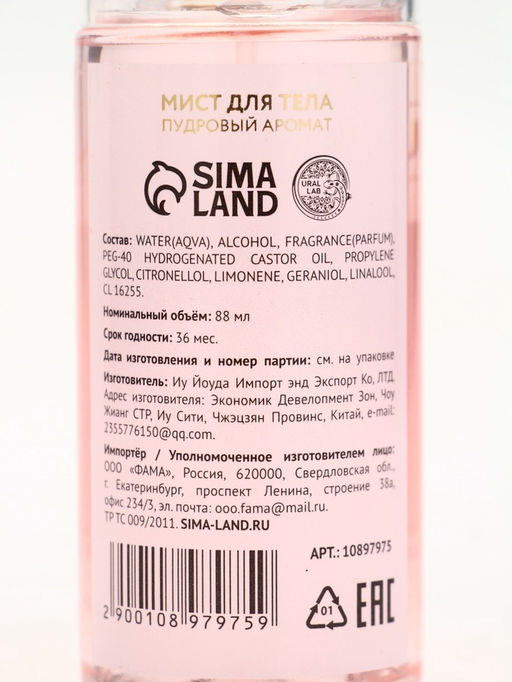 МИСТ ДЛЯ ТЕЛА
ПУДРОВЫЙ АРОМАТ
SIMA
LAND
URAL
LAB
Состав: WATER(AQVA), ALCOHOL, FRAGRANCE(PARFUM),
PEG-40 HYDROGENATED CASTOR OIL, PROPYLENE
GLYCOL, CITRONELLOL, LIMONENE, GERANIOL, LINALOOL,
CL 16255.
Номинальный объём: 88 мл
Срок годности: 36 мес.
Дата изготовления и номер партии: см. на упаковке
Изготовитель: Иу Йоуда Импорт энд Экспорт Ко, ЛТД.
Адрес изготовителя: Экономик Девелопмент Зон, Чоу
Жианг СТР, Иу Сити, Чжэцзян Провинс, Китай, e-mail:
2355776150@qq.com.
Импортёр / Уполномоченное изготовителем лицо:
ООО «ФАМА», Россия, 620000, Свердловская обл.,
г. Екатеринбург, проспект Ленина, строение 38а,
офис 234/3, эл. почта: ooo.fama@mail.ru.
ТР ТС 009/2011. SIMA-LAND.RU
АРТ.: 10897975
2 900108 979759
01
EAC